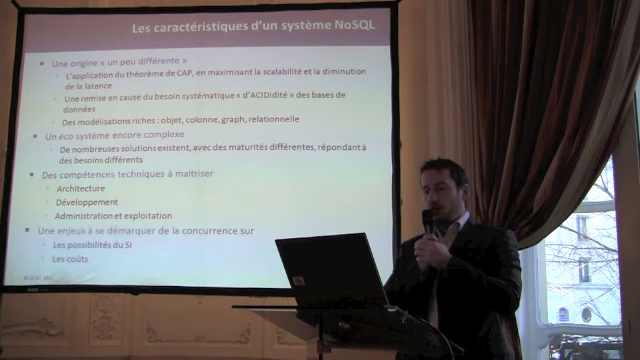 Les caractéristiques d'un système NoSQL
Une origine « un peu différente »
L'application du théorème de CAP, en maximisant la scalabilité et la diminution
de la latence
Une remise en cause du besoin systématique « d'ACIDidité » des bases de
données
Des modélisations riches : objet, colonne, graph, relationnelle
Un éco système encore complexe
De nombreuses solutions existent, avec des maturités différentes, répondant à
des besoins différents
Des compétences techniques à maîtriser
Architecture
Développement
Administration et exploitation
Une enjeux à se démarquer de la concurrence sur
Les possibilités du SI
Les coûts